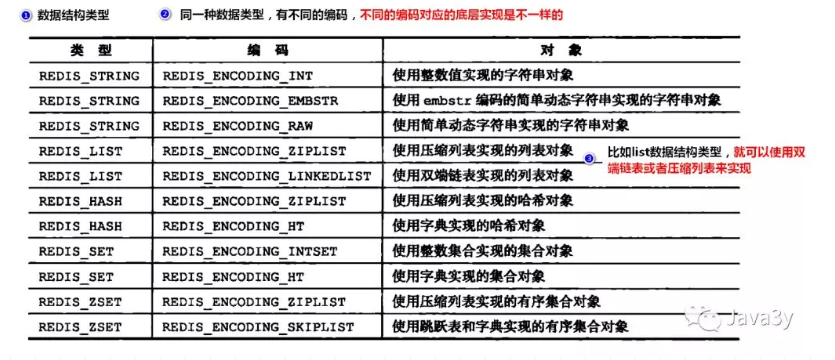 ① 数据结构类型 ② 同一种数据类型，有不同的编码，不同的编码对应的底层实现是不一样的
类 型 编 码 对 象
REDIS_STRING REDIS_ENCODING_INT 使用整数值实现的字符串对象
REDIS_STRING REDIS_ENCODING_EMBSTR 使用 embstr 编码的简单动态字符串实现的字符串对象
REDIS_STRING REDIS_ENCODING_RAW 使用简单动态字符串实现的字符串对象
REDIS_LIST REDIS_ENCODING_ZIPLIST 使用压缩列表实现的列表对象
③ 比如list数据结构类型，就可以使用双
端链表或者压缩列表来实现
REDIS_LIST REDIS_ENCODING_LINKEDLIST 使用双端链表实现的列表对象
REDIS_HASH REDIS_ENCODING_ZIPLIST 使用压缩列表实现的哈希对象
REDIS_HASH REDIS_ENCODING_HT 使用字典实现的哈希对象
REDIS_SET REDIS_ENCODING_INTSET 使用整数集合实现的集合对象
REDIS_SET REDIS_ENCODING_HT 使用字典实现的集合对象
REDIS_ZSET REDIS_ENCODING_ZIPLIST 使用压缩列表实现的有序集合对象
REDIS_ZSET REDIS_ENCODING_SKIPLIST 使用跳跃表和字典实现的有序集合对象
Java3y